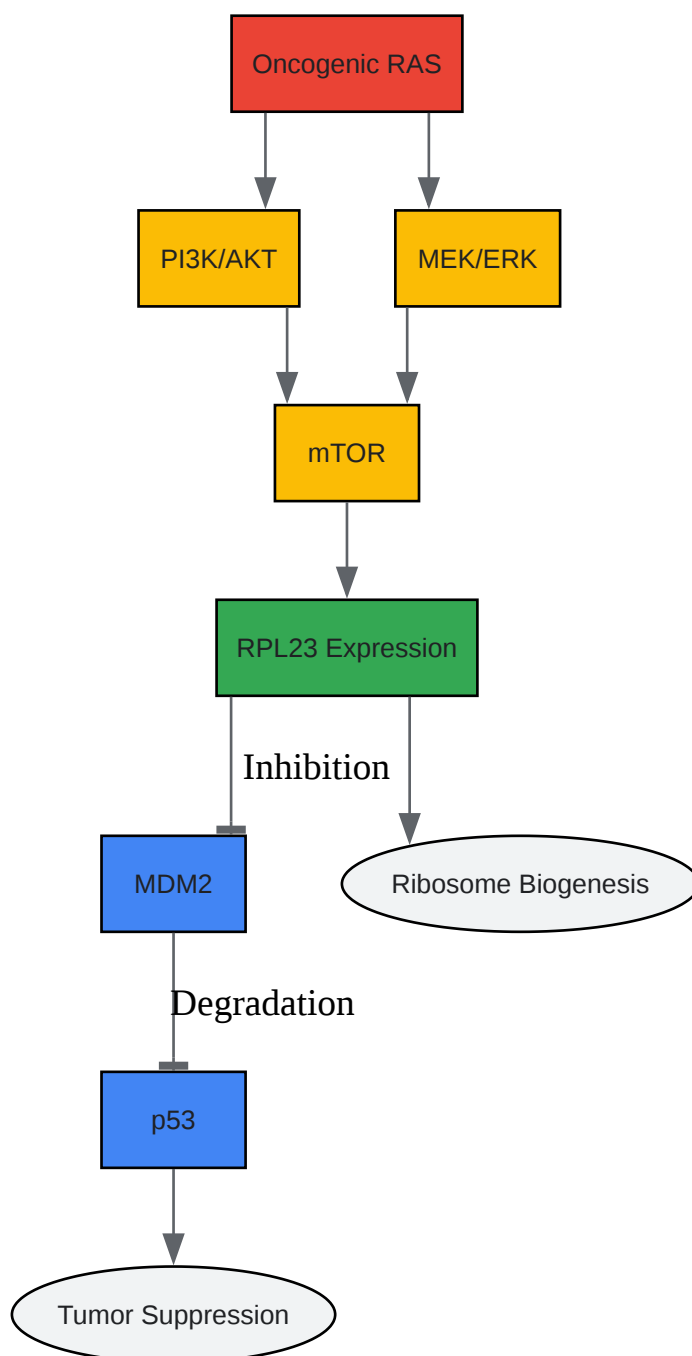 Oncogenic RAS
PI3K/AKT
MEK/ERK
mTOR
RPL23 Expression
Inhibition
MDM2
Ribosome Biogenesis
Degradation
p53
Tumor Suppression